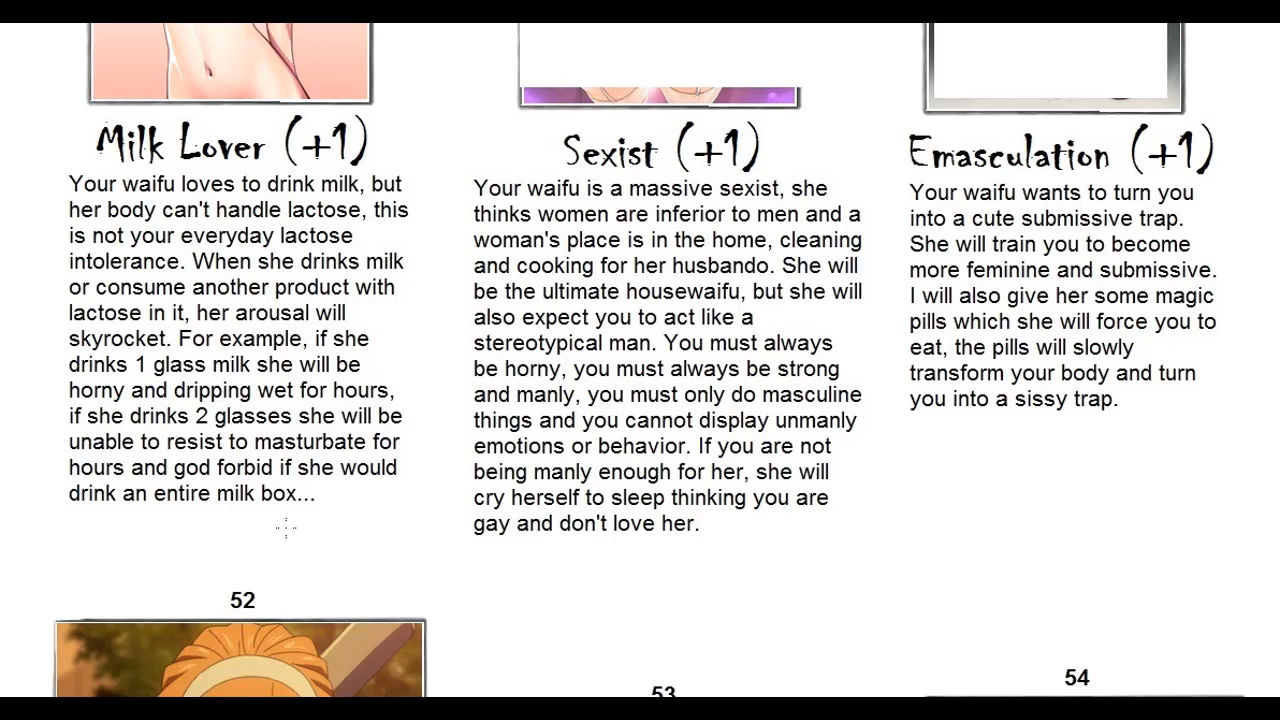 Milk Lover (+1)
Your waifu loves to drink milk, but
her body can't handle lactose, this
is not your everyday lactose
intolerance. When she drinks milk
or consume another product with
lactose in it, her arousal will
skyrocket. For example, if she
drinks 1 glass milk she will be
horny and dripping wet for hours,
if she drinks 2 glasses she will be
unable to resist to masturbate for
hours and god forbid if she would
drink an entire milk box...
52
Sexist (+1)
Your waifu is a massive sexist, she
thinks women are inferior to men and a
woman's place is in the home, cleaning
and cooking for her husbando. She will
be the ultimate housewaifu, but she will
also expect you to act like a
stereotypical man. You must always
be horny, you must always be strong
and manly, you must only do masculine
things and you cannot display unmanly
emotions or behavior. If you are not
being manly enough for her, she will
cry herself to sleep thinking you are
gay and don't love her.
53
Emasculation (+1)
Your waifu wants to turn you
into a cute submissive trap.
She will train you to become
more feminine and submissive.
I will also give her some magic
pills which she will force you to
eat, the pills will slowly
transform your body and turn
you into a sissy trap.
54